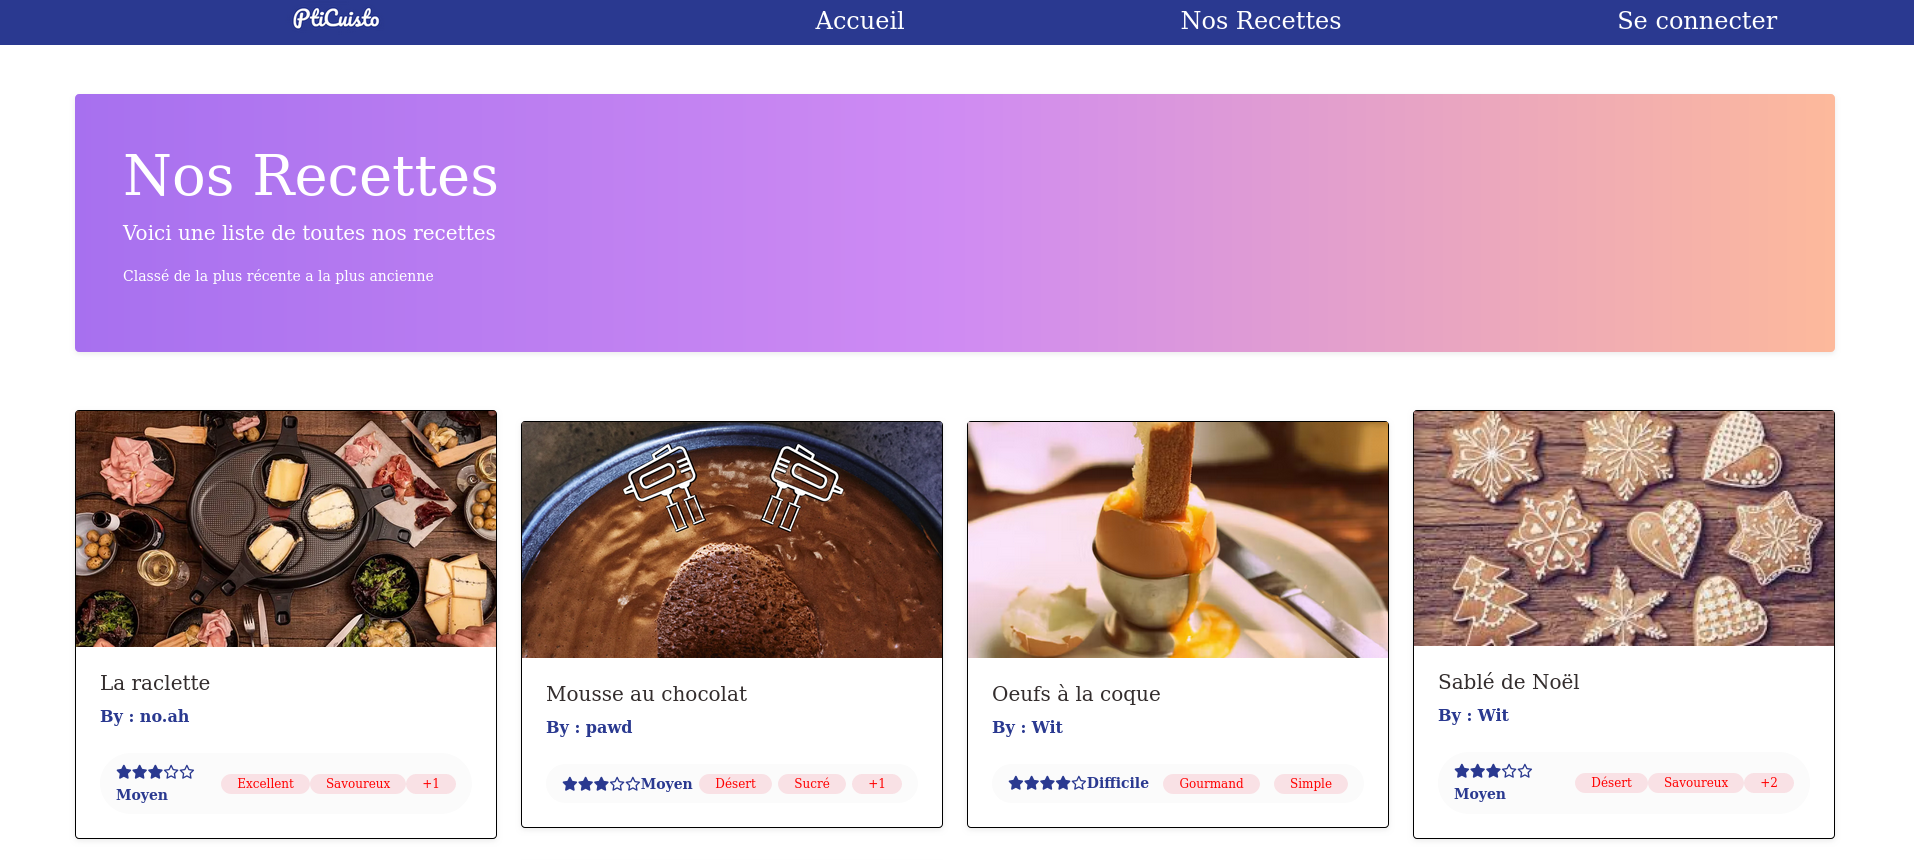 PtiCuisto
Accueil
Nos Recettes
Se connecter
Nos Recettes
Voici une liste de toutes nos recettes
Classé de la plus récente a la plus ancienne
La raclette
By : no.ah
Moyen
Excellent
Savoureux
+1
Mousse au chocolat
By : pawd
Moyen
Désert
Sucré
+1
Oeufs à la coque
By : Wit
Difficile
Gourmand
Simple
Sablé de Noël
By : Wit
Moyen
Désert
Savoureux
+2